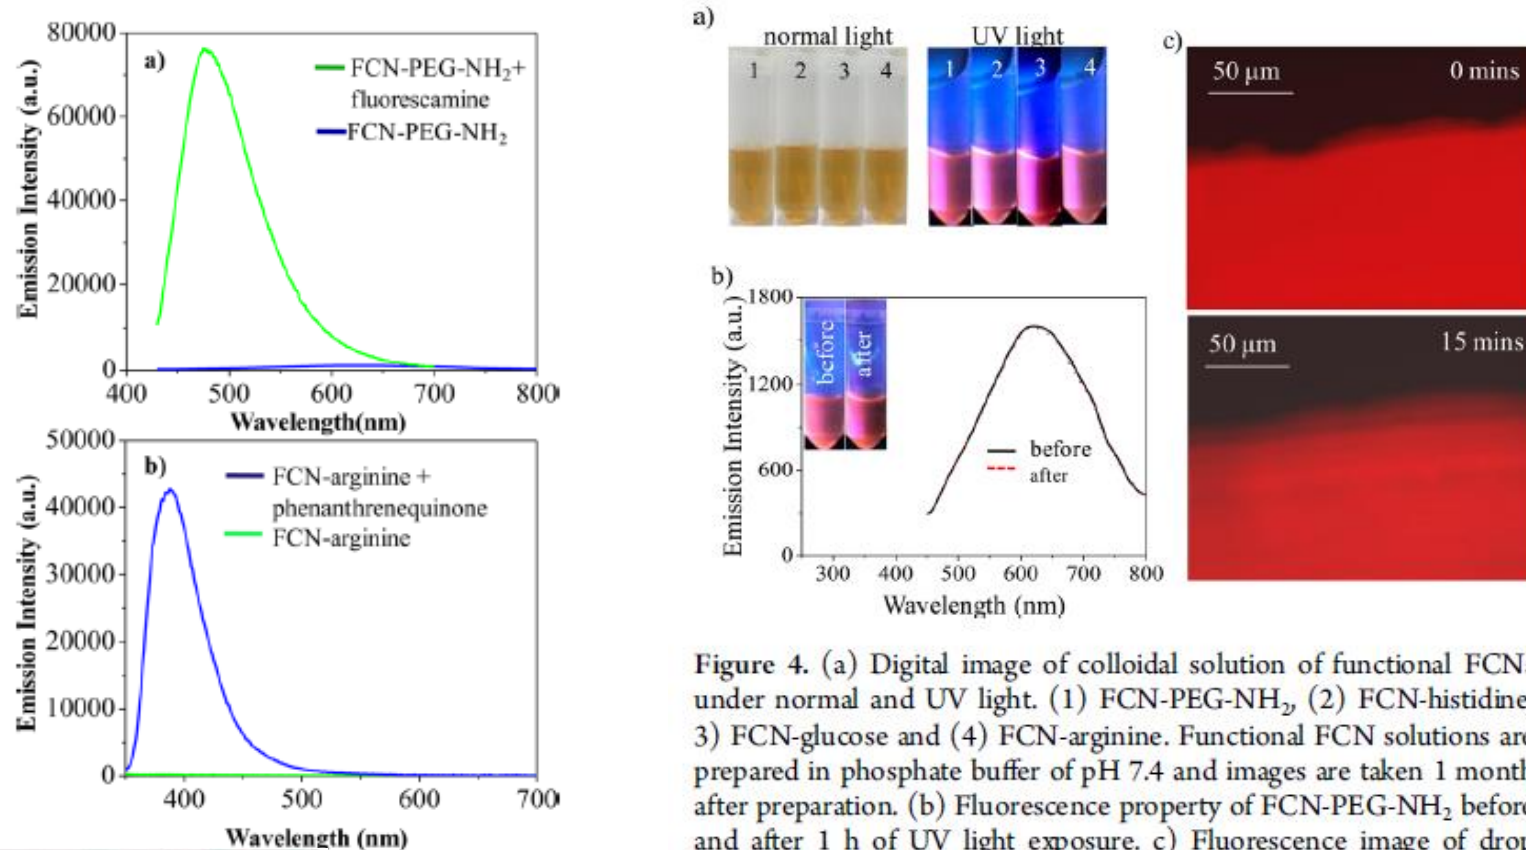 80000
60000
40000
20000
0
400 500 600 700 800
Emission Intensity (a.u.)
Wavelength(nm)
a)
FCN-PEG-NH2+
fluorescamine
FCN-PEG-NH2
50000
40000
30000
20000
10000
0
400 500 600 700
Emission Intensity (a.u.)
Wavelength (nm)
b)
FCN-arginine +
phenanthrenequinone
FCN-arginine
a)
normal light UV light
1 2 3 4 1 2 3 4
b)
1800
1200
600
0
300 400 500 600 700 800
Emission Intensity (a.u.)
Wavelength (nm)
before
after
before
after
c)
50 μm 0 mins
50 μm 15 mins
Figure 4. (a) Digital image of colloidal solution of functional FCN
under normal and UV light. (1) FCN-PEG-NH2, (2) FCN-histidine
3) FCN-glucose and (4) FCN-arginine. Functional FCN solutions are
prepared in phosphate buffer of pH 7.4 and images are taken 1 month
after preparation. (b) Fluorescence property of FCN-PEG-NH2 before
and after 1 h of UV light exposure. c) Fluorescence image of drop